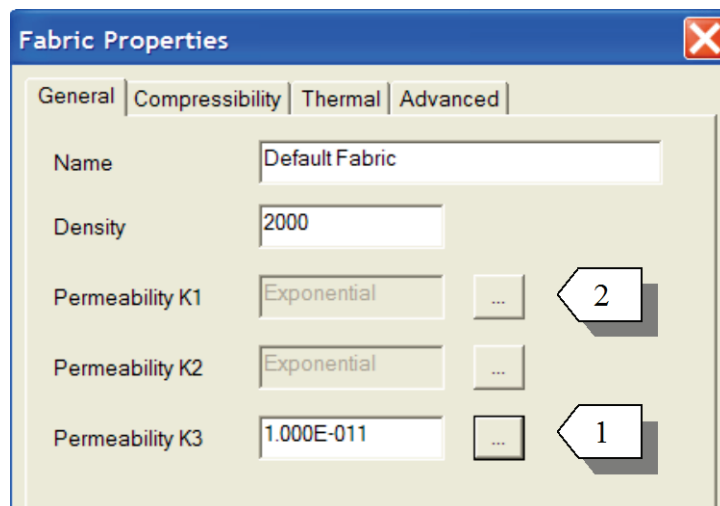 Fabric Properties
General Compressibility Thermal Advanced
Name Default Fabric
Density 2000
Permeability K1 Exponential ... 2
Permeability K2 Exponential ...
Permeability K3 1.000E-011 ... 1